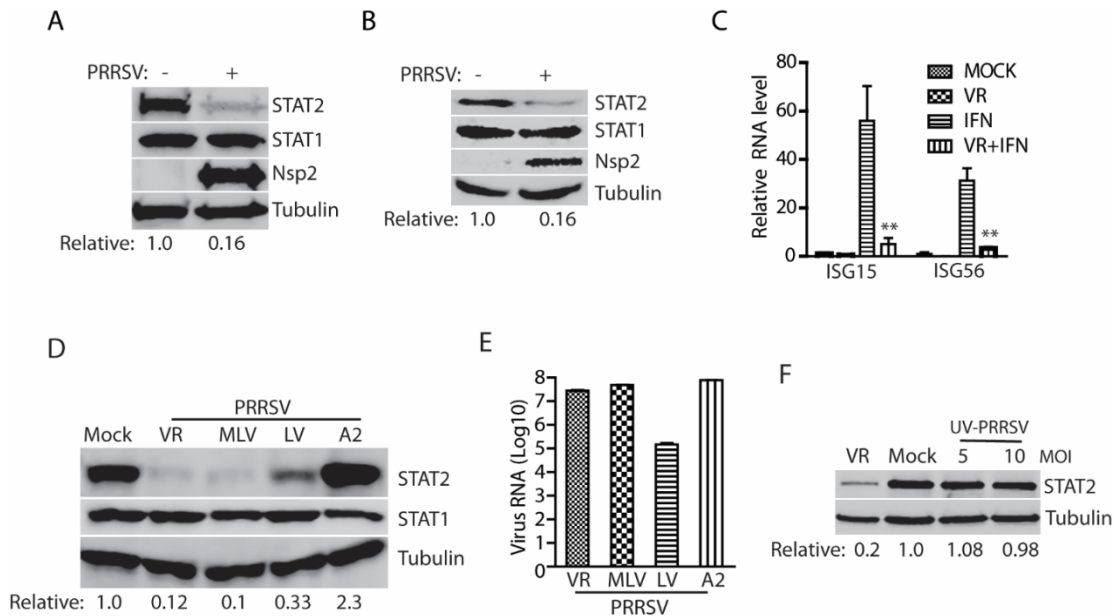 A
PRRSV: - +
STAT2
STAT1
Nsp2
Tubulin
Relative: 1.0 0.16
B
PRRSV: - +
STAT2
STAT1
Nsp2
Tubulin
Relative: 1.0 0.16
C
Relative RNA level
80
60
40
20
0
MOCK
VR
IFN
VR+IFN
**
**
ISG15 ISG56
D
PRRSV
Mock VR MLV LV A2
STAT2
STAT1
Tubulin
Relative: 1.0 0.12 0.1 0.33 2.3
E
Virus RNA (Log10)
8
7
6
5
4
3
2
1
0
VR MLV LV A2
PRRSV
F
UV-PRRSV
VR Mock 5 10 MOI
STAT2
Tubulin
Relative: 0.2 1.0 1.08 0.98